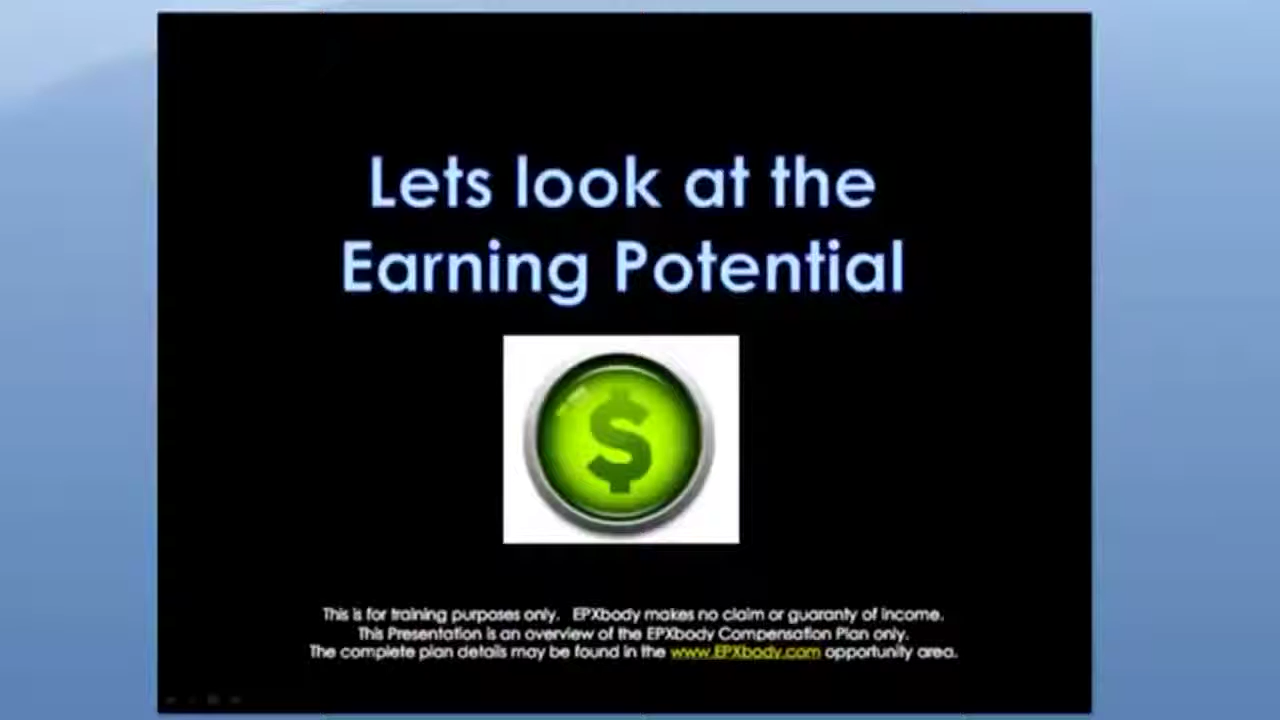 Lets look at the
Earning Potential
$
This is for training purposes only. EPXbody makes no claim or guaranty of income.
This Presentation is an overview of the EPXbody Compensation Plan only.
The complete plan details may be found in the www.EPXbody.com opportunity area.